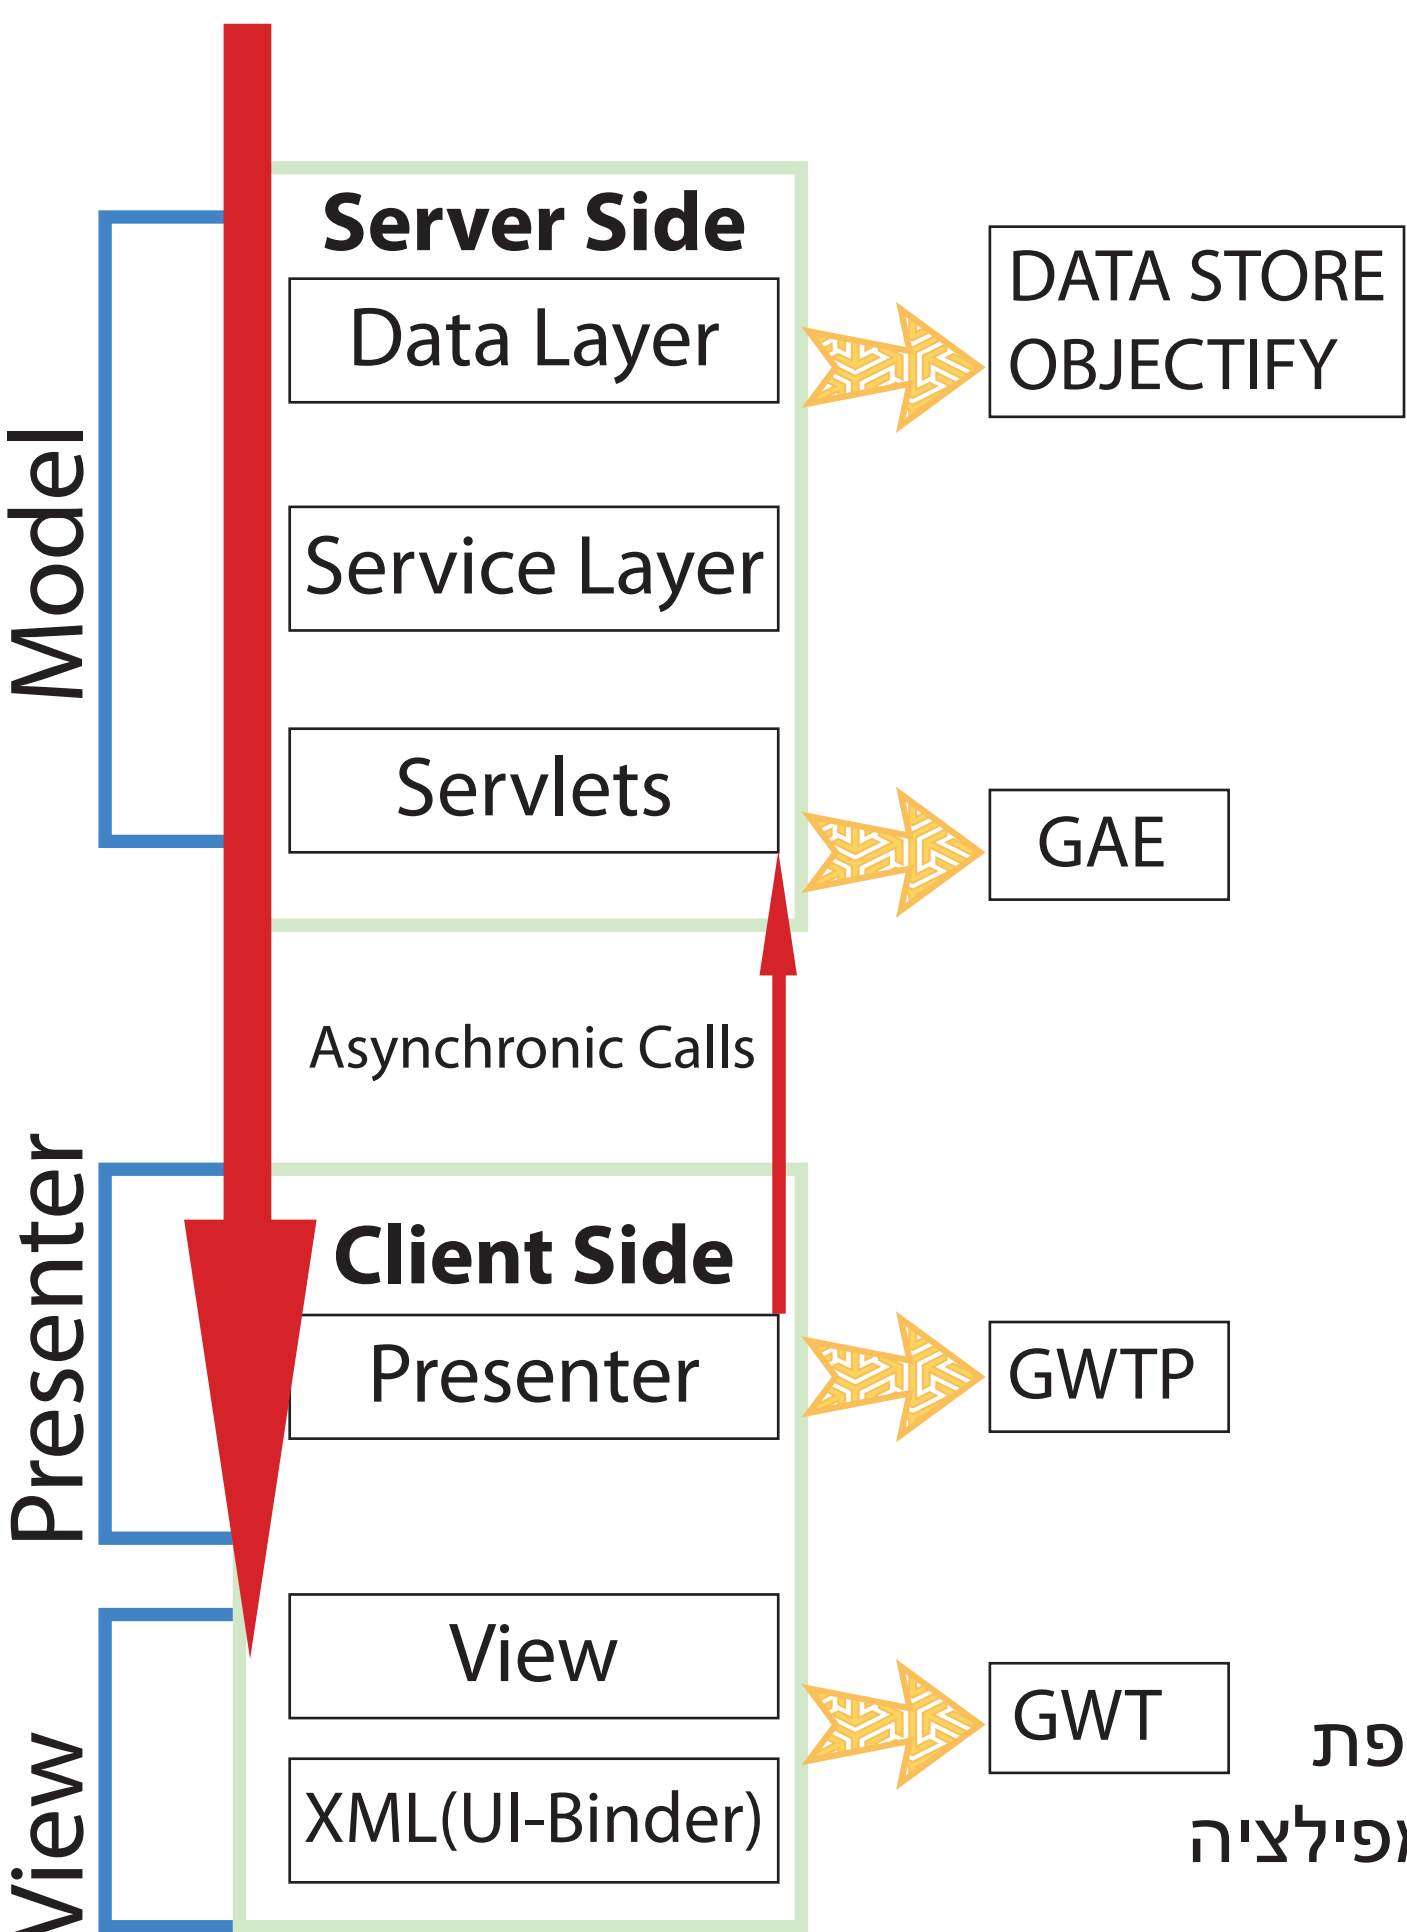 Server Side
Data Layer
DATA STORE
OBJECTIFY
Model
Service Layer
Servlets
GAE
Asynchronic Calls
Presenter
Client Side
Presenter
GWTP
View
View
GWT
XML(UI-Binder)